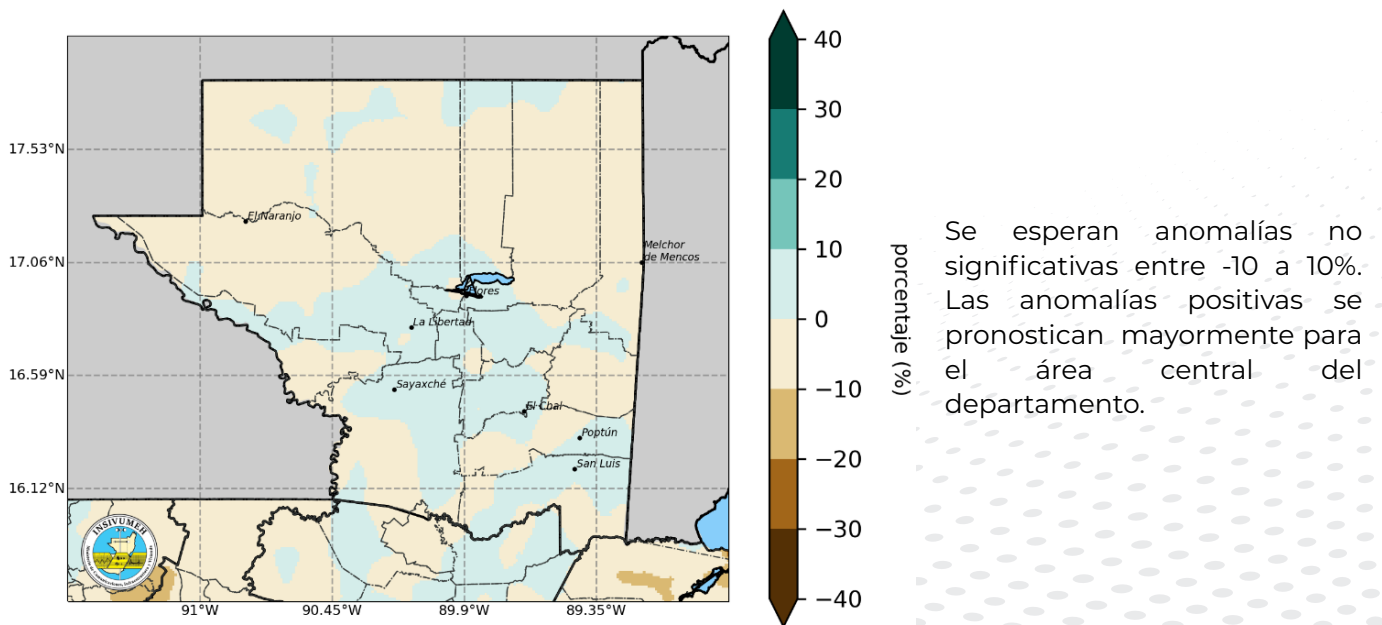 17.53°N
17.06°N
16.59°N
16.12°N
91°W
90.45°W
89.9°W
89.35°W
El Naranjo
Melchor
de Mencos
Flores
La Libertad
Sayaxché
El Chal
Poptún
San Luis
INSIVUMEH
40
30
20
10
0
−10
−20
−30
−40
porcentaje (%)
Se esperan anomalías no
significativas entre -10 a 10%.
Las anomalías positivas se
pronostican mayormente para
el área central del
departamento.